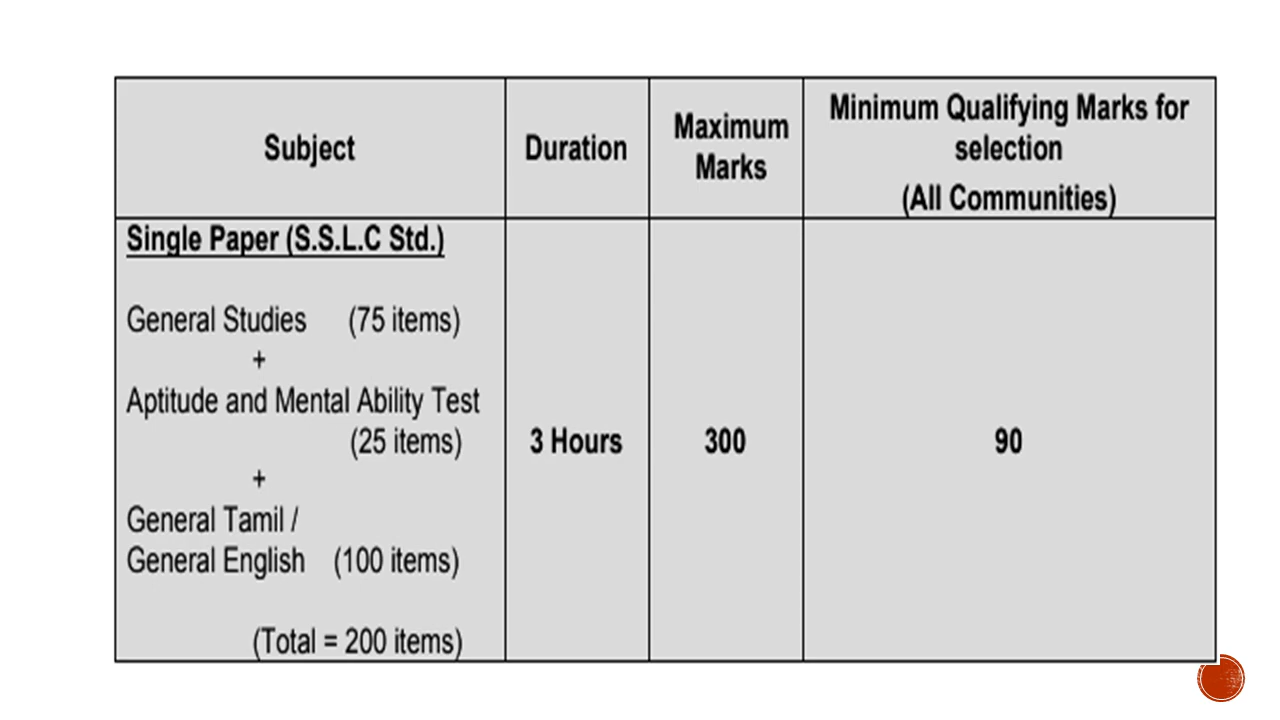 Subject
Duration
Maximum
Marks
Minimum Qualifying Marks for
selection
(All Communities)
Single Paper (S.S.L.C Std.)
General Studies (75 items)
+
Aptitude and Mental Ability Test
(25 items)
+
General Tamil /
General English (100 items)
(Total = 200 items)
3 Hours
300
90